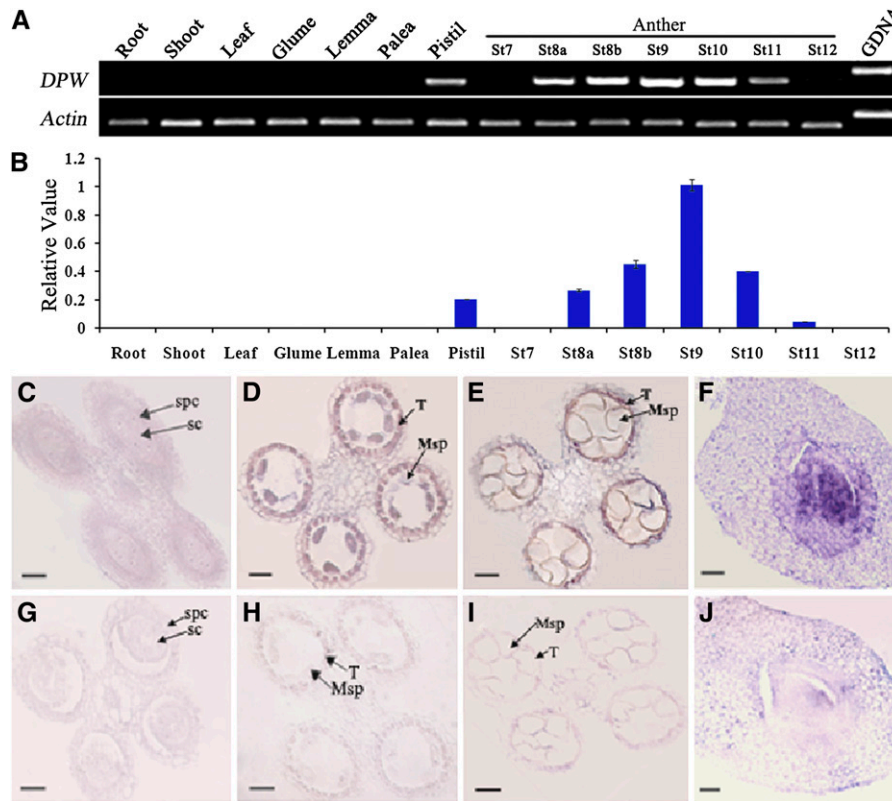 A
Root Shoot Leaf Glume Lemma Palea Pistil Anther GDNA
St7 St8a St8b St9 St10 St11 St12
DPW
Actin
B
Relative Value
1.2
1
0.8
0.6
0.4
0.2
0
Root Shoot Leaf Glume Lemma Palea Pistil St7 St8a St8b St9 St10 St11 St12
C
spc
sc
D
T
Msp
E
T
Msp
F
G
spc
sc
H
T
Msp
I
Msp
T
J